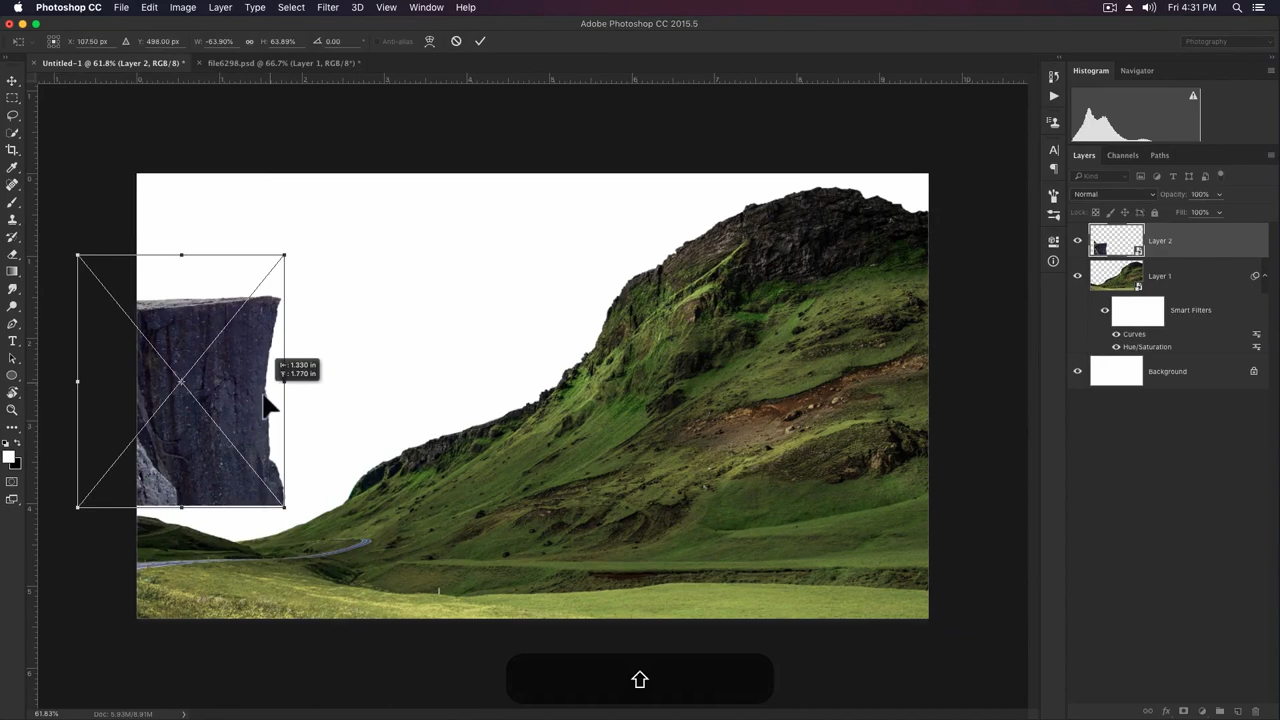 Photoshop CC File Edit Image Layer Type Select Filter 3D View Window Help Fri 4:31 PM
Adobe Photoshop CC 2015.5
X: 107.50 px Y: 498.00 px W: -63.90% H: 63.89% 0.00 ° Anti-alias Photography
Untitled-1 @ 61.8% (Layer 2, RGB/8) * file6298.psd @ 66.7% (Layer 1, RGB/8*) *
Histogram Navigator
Layers Channels Paths
Kind
Normal Opacity: 100%
Lock: Fill: 100%
Layer 2
Layer 1
Smart Filters
Curves
Hue/Saturation
Background
1.330 in
1.770 in
61.83% Doc: 5.93M/8.91M